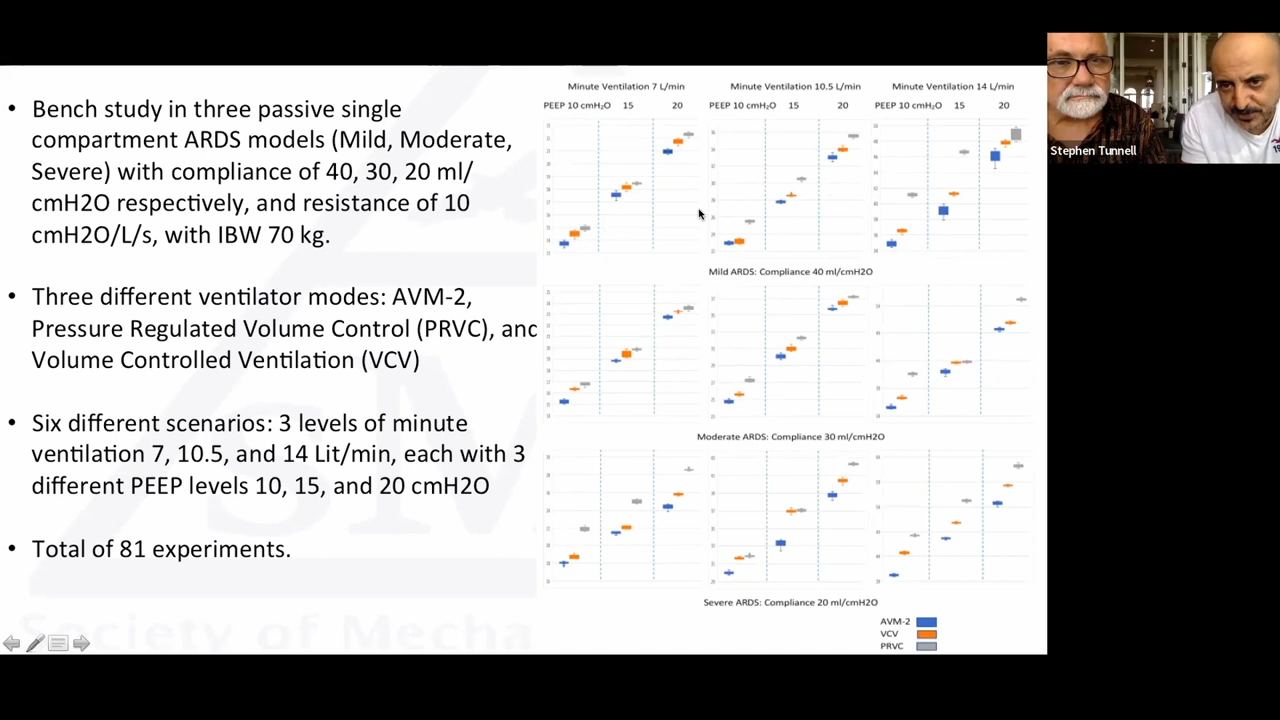 • Bench study in three passive single
compartment ARDS models (Mild, Moderate,
Severe) with compliance of 40, 30, 20 ml/
cmH2O respectively, and resistance of 10
cmH2O/L/s, with IBW 70 kg.
• Three different ventilator modes: AVM-2,
Pressure Regulated Volume Control (PRVC), and
Volume Controlled Ventilation (VCV)
• Six different scenarios: 3 levels of minute
ventilation 7, 10.5, and 14 Lit/min, each with 3
different PEEP levels 10, 15, and 20 cmH2O
• Total of 81 experiments.
Society of Mecha
Minute Ventilation 7 L/min
Minute Ventilation 10.5 L/min
Minute Ventilation 14 L/min
PEEP 10 cmH₂O 15 20
PEEP 10 cmH₂O 15 20
PEEP 10 cmH₂O 15 20
Mild ARDS: Compliance 40 ml/cmH2O
Moderate ARDS: Compliance 30 ml/cmH2O
Severe ARDS: Compliance 20 ml/cmH2O
AVM-2
VCV
PRVC
Stephen Tunnell